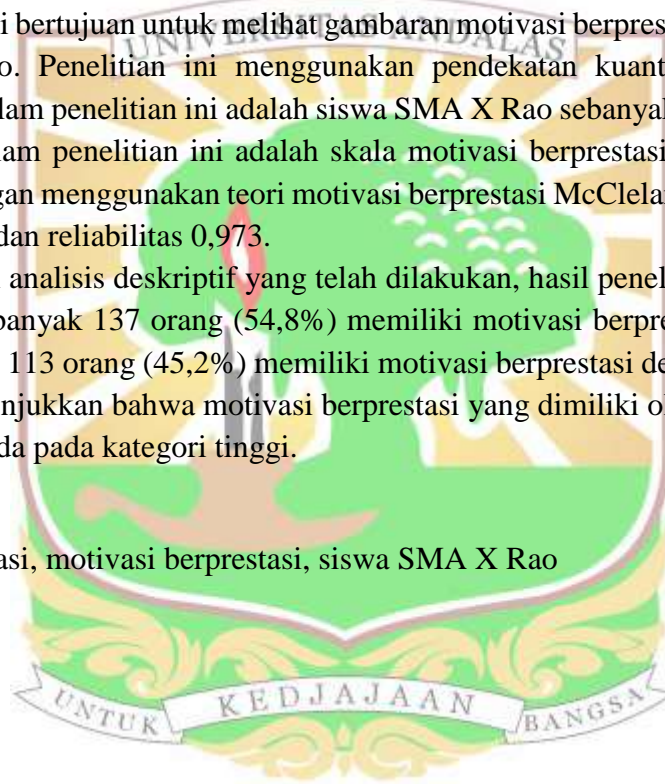 UNIVERSITAS ANDALAS
i bertujuan untuk melihat gambaran motivasi berpres
o. Penelitian ini menggunakan pendekatan kuant
lam penelitian ini adalah siswa SMA X Rao sebanyal
lam penelitian ini adalah skala motivasi berprestasi
gan menggunakan teori motivasi berprestasi McClelar
dan reliabilitas 0,973.
analisis deskriptif yang telah dilakukan, hasil penel
banyak 137 orang (54,8%) memiliki motivasi berpre
113 orang (45,2%) memiliki motivasi berprestasi de
njukkan bahwa motivasi berprestasi yang dimiliki ol
da pada kategori tinggi.
asi, motivasi berprestasi, siswa SMA X Rao
UNTUK KEDJAJAAN BANGSA